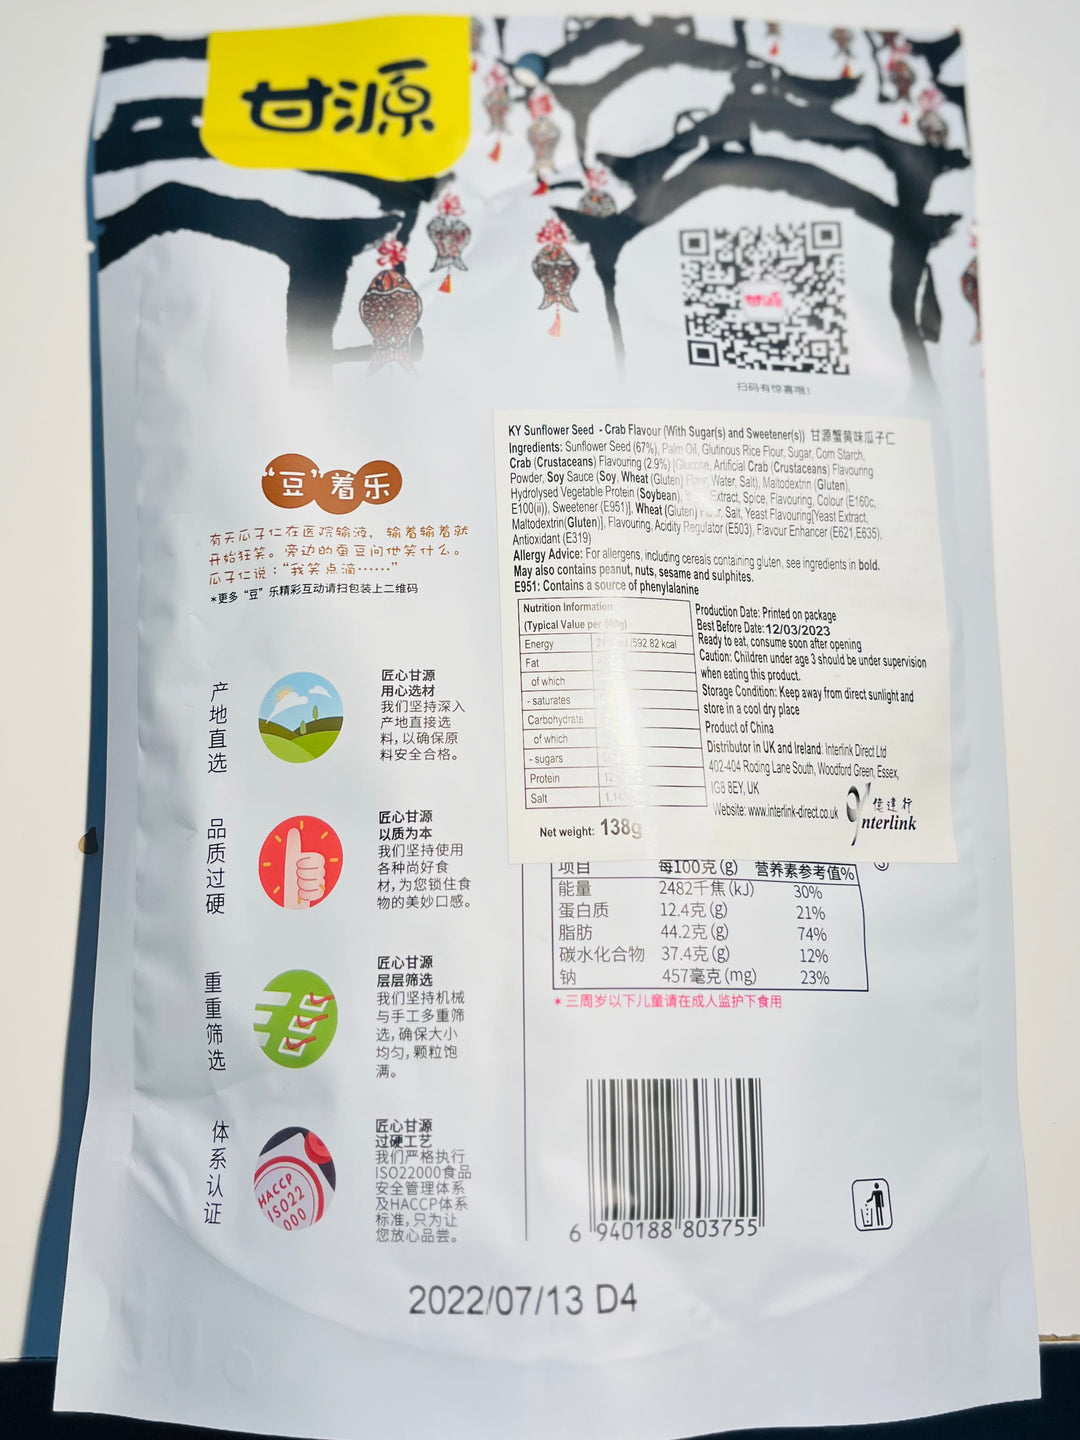 甘源
甘源
扫码有惊喜哦!
“豆”着乐
有天瓜子仁在医院输液,输着输着就
开始狂笑。旁边的蚕豆问他笑什么。
瓜子仁说:“我笑点滴……”
*更多“豆”乐精彩互动请扫包装上二维码
产地直选
匠心甘源
用心选材
我们坚持深入
产地直接选
料,以确保原
料安全合格。
品质过硬
匠心甘源
以质为本
我们坚持使用
各种尚好食
材,为您锁住食
物的美妙口感。
重重筛选
匠心甘源
层层筛选
我们坚持机械
与手工多重筛
选,确保大小
均匀,颗粒饱
满。
体系认证
HACCP
ISO22
000
匠心甘源
过硬工艺
我们严格执行
ISO22000食品
安全管理体系
及HACCP体系
标准,只为让
您放心品尝。
KY Sunflower Seed - Crab Flavour (With Sugar(s) and Sweetener(s)) 甘源蟹黄味瓜子仁
Ingredients: Sunflower Seed (67%), Palm Oil, Glutinous Rice Flour, Sugar, Corn Starch,
Crab (Crustaceans) Flavouring (2.9%) [Glucose, Artificial Crab (Crustaceans) Flavouring
Powder, Soy Sauce (Soy, Wheat (Gluten) Flour, Water, Salt), Maltodextrin (Gluten),
Hydrolysed Vegetable Protein (Soybean), Extract, Spice, Flavouring, Colour (E160c,
E100(ii)), Sweetener (E951)], Wheat (Gluten) Flour, Salt, Yeast Flavouring[Yeast Extract,
Maltodextrin(Gluten)], Flavouring, Acidity Regulator (E503), Flavour Enhancer (E621,E635),
Antioxidant (E319)
Allergy Advice: For allergens, including cereals containing gluten, see ingredients in bold.
May also contains peanut, nuts, sesame and sulphites.
E951: Contains a source of phenylalanine
Nutrition Information
(Typical Value per 100g)
Energy /592.82 kcal
Fat
of which
- saturates
Carbohydrate
of which
- sugars
Protein
Salt
Net weight: 138g
Production Date: Printed on package
Best Before Date: 12/03/2023
Ready to eat, consume soon after opening
Caution: Children under age 3 should be under supervision
when eating this product.
Storage Condition: Keep away from direct sunlight and
store in a cool dry place
Product of China
Distributor in UK and Ireland: Interlink Direct Ltd
402-404 Roding Lane South, Woodford Green, Essex,
IG8 8EY, UK
Website: www.interlink-direct.co.uk
億達行
Interlink
项目 每100克(g) 营养素参考值%
能量 2482千焦(kJ) 30%
蛋白质 12.4克(g) 21%
脂肪 44.2克(g) 74%
碳水化合物 37.4克(g) 12%
钠 457毫克(mg) 23%
*三周岁以下儿童请在成人监护下食用
6 940188 803755
2022/07/13 D4